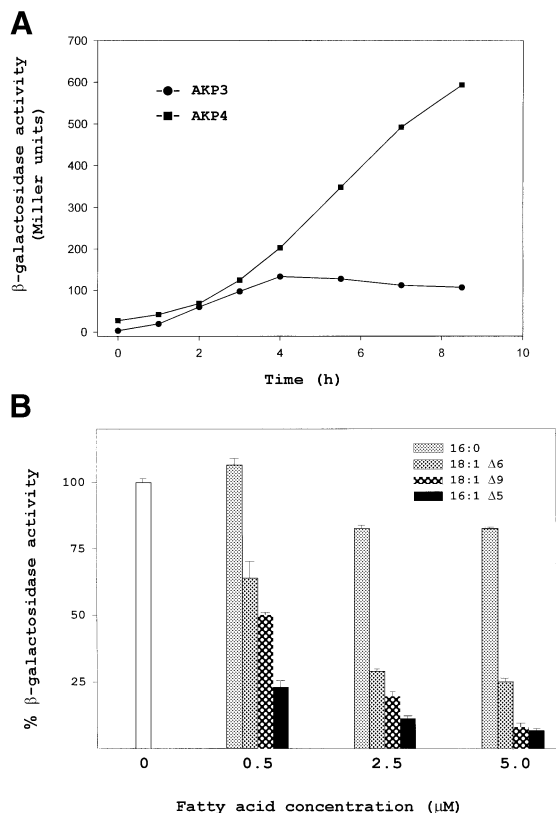 A
β-galactosidase activity
(Miller units)
700
600
500
400
300
200
100
0
AKP3
AKP4
0 2 4 6 8 10
Time (h)
B
% β-galactosidase activity
100
75
50
25
16:0
18:1 Δ6
18:1 Δ9
16:1 Δ5
0 0.5 2.5 5.0
Fatty acid concentration (μM)